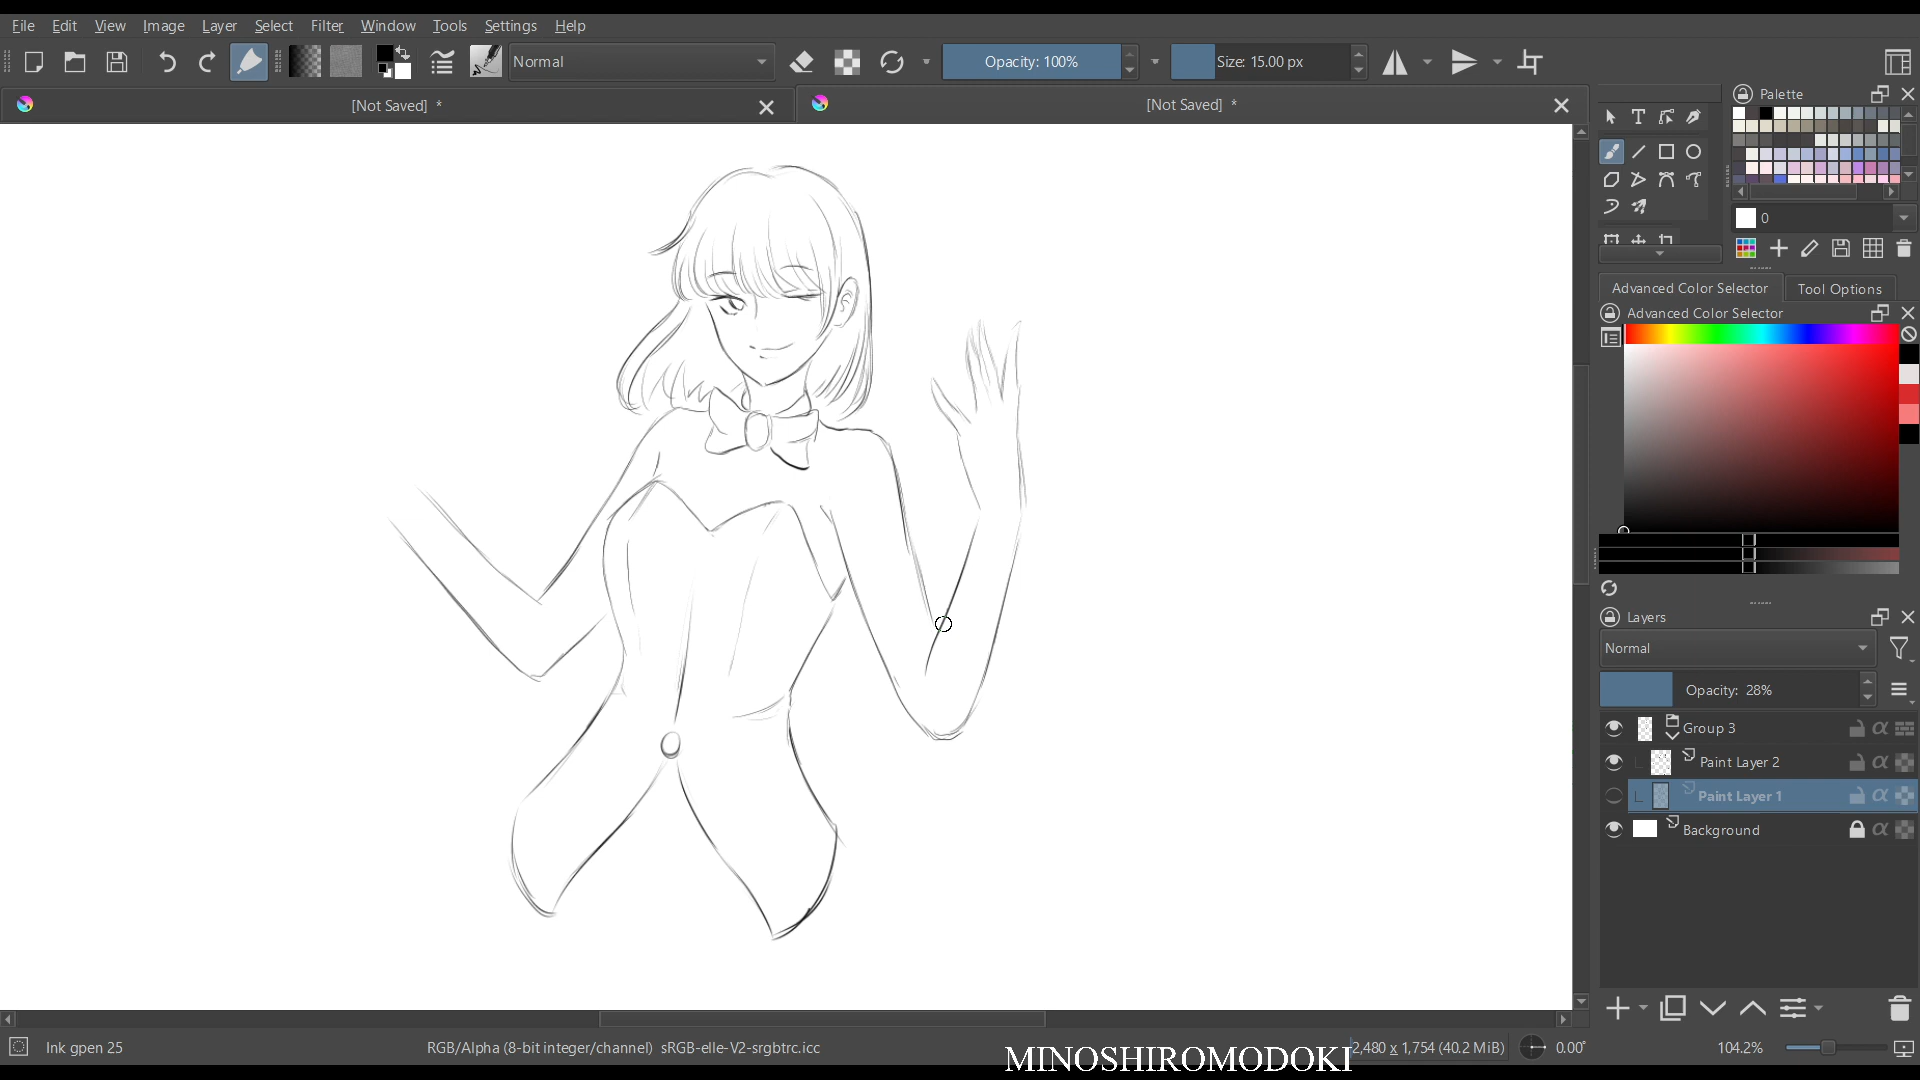 File Edit View Image Layer Select Filter Window Tools Settings Help
Normal Opacity: 100% Size: 15.00 px
[Not Saved] * [Not Saved] *
Palette
0
Advanced Color Selector Tool Options
Advanced Color Selector
Layers
Normal
Opacity: 28%
Group 3
Paint Layer 2
Paint Layer 1
Background
Ink gpen 25 RGB/Alpha (8-bit integer/channel) sRGB-elle-V2-srgbtrc.icc 2,480 x 1,754 (40.2 MiB) 0.00° 104.2%
MINOSHIROMODOKI